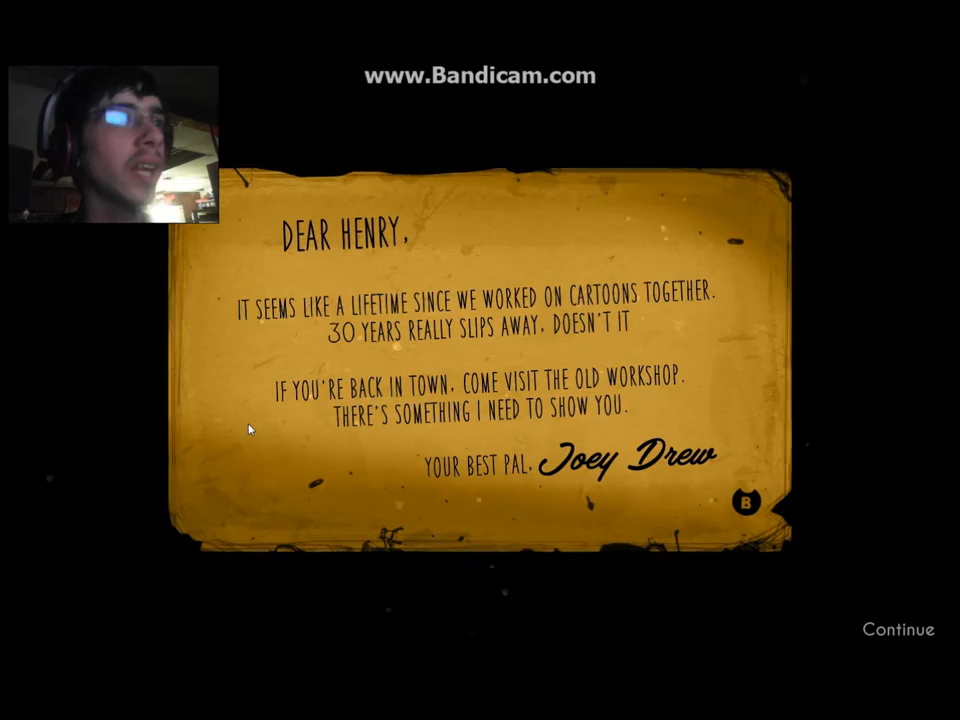 www.Bandicam.com
DEAR HENRY,
IT SEEMS LIKE A LIFETIME SINCE WE WORKED ON CARTOONS TOGETHER.
30 YEARS REALLY SLIPS AWAY, DOESN'T IT
IF YOU'RE BACK IN TOWN, COME VISIT THE OLD WORKSHOP.
THERE'S SOMETHING I NEED TO SHOW YOU.
YOUR BEST PAL, Joey Drew
B
Continue